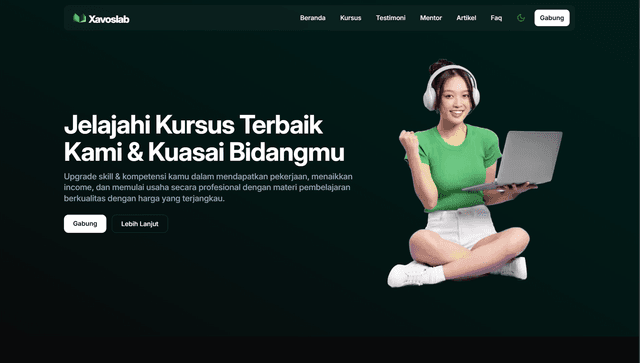 Xavoslab
Beranda Kursus Testimoni Mentor Artikel Faq Gabung
Jelajahi Kursus Terbaik
Kami & Kuasai Bidangmu
Upgrade skill & kompetensi kamu dalam mendapatkan pekerjaan, menaikkan
income, dan memulai usaha secara profesional dengan materi pembelajaran
berkualitas dengan harga yang terjangkau.
Gabung Lebih Lanjut